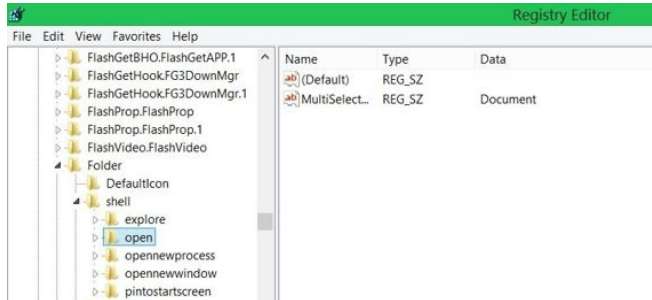 Registry Editor
File Edit View Favorites Help
FlashGetBHO.FlashGetAPP.1
FlashGetHook.FG3DownMgr
FlashGetHook.FG3DownMgr.1
FlashProp.FlashProp
FlashProp.FlashProp.1
FlashVideo.FlashVideo
Folder
DefaultIcon
shell
explore
open
opennewprocess
opennewwindow
pintostartscreen
Name Type Data
ab (Default) REG_SZ
ab MultiSelect... REG_SZ Document